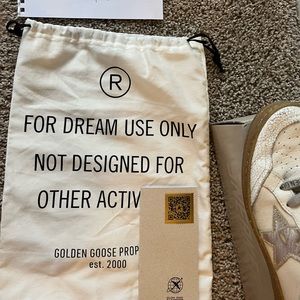 R
FOR DREAM USE ONLY
NOT DESIGNED FOR
OTHER ACTIV
GOLDEN GOOSE PROP
est. 2000